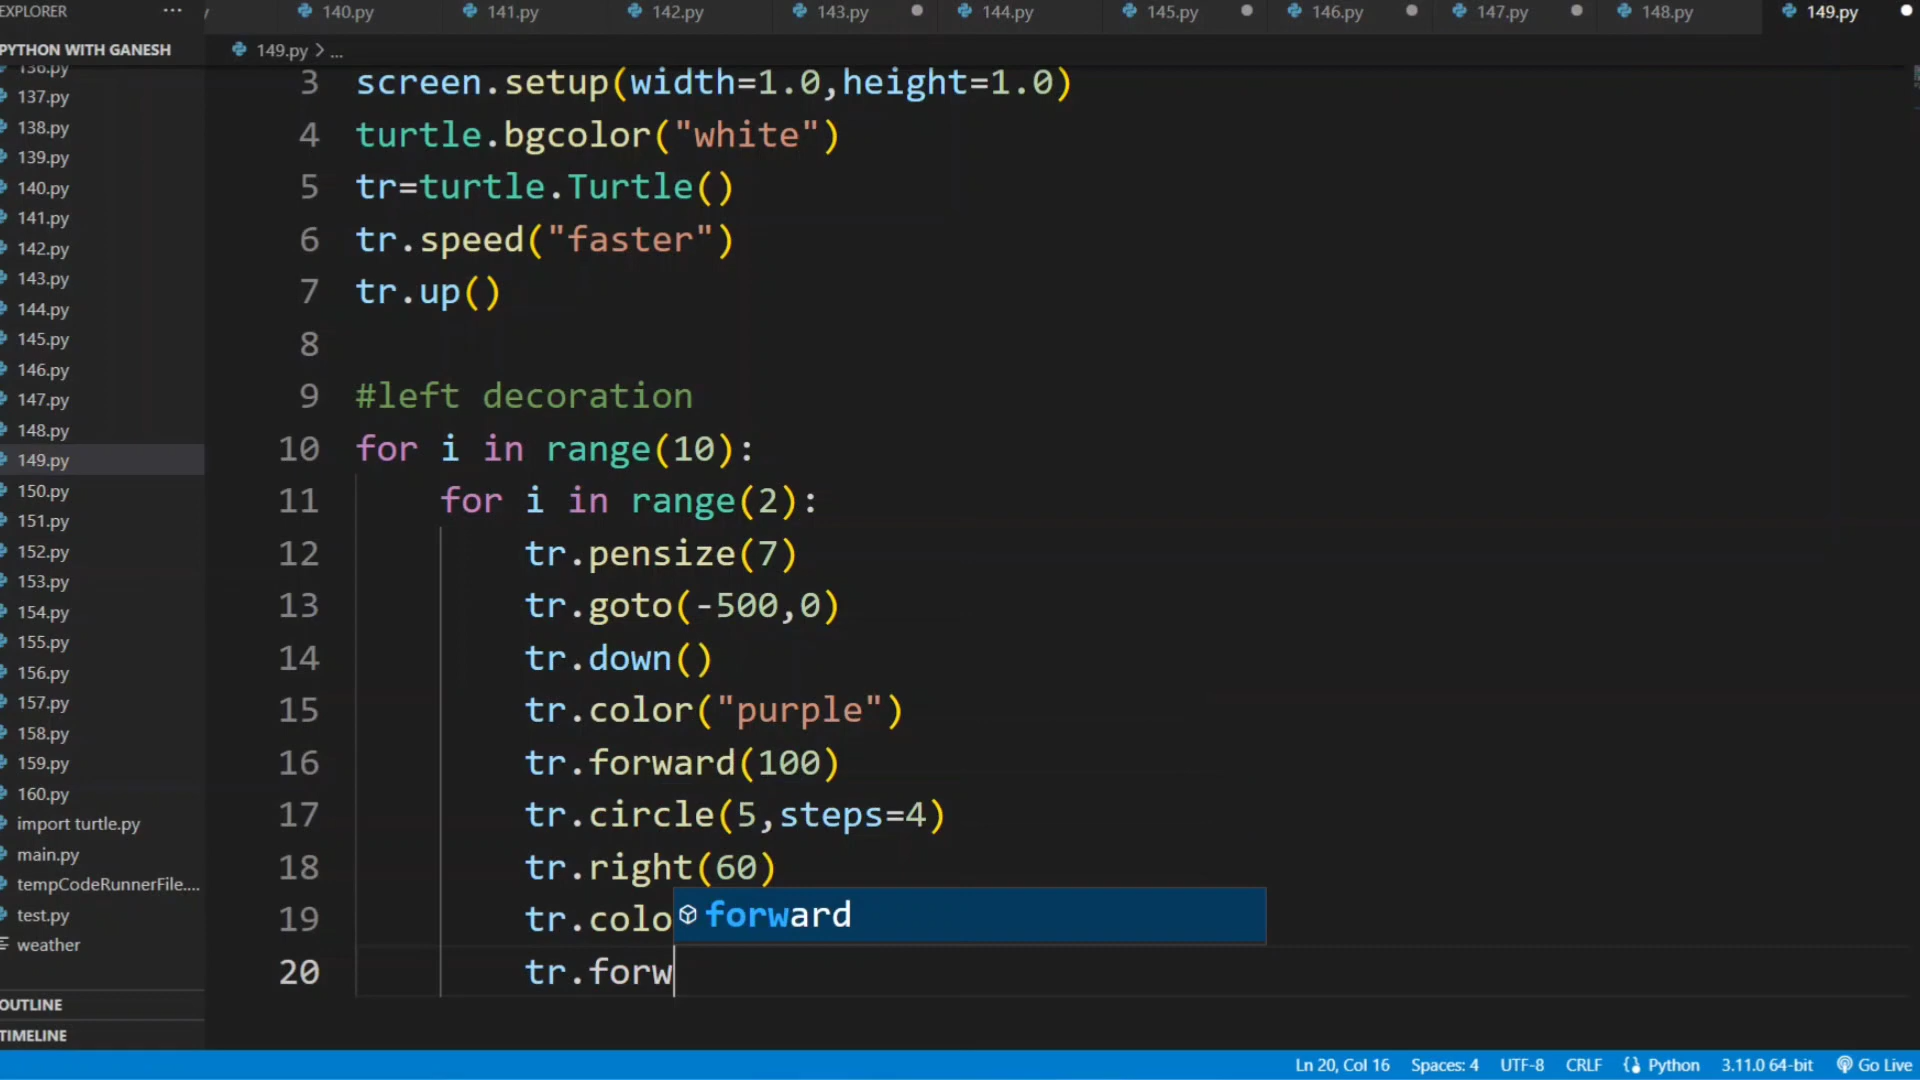 EXPLORER ···
140.py 141.py 142.py 143.py 144.py 145.py 146.py 147.py 148.py 149.py
PYTHON WITH GANESH
149.py > ...
136.py
137.py
138.py
139.py
140.py
141.py
142.py
143.py
144.py
145.py
146.py
147.py
148.py
149.py
150.py
151.py
152.py
153.py
154.py
155.py
156.py
157.py
158.py
159.py
160.py
import turtle.py
main.py
tempCodeRunnerFile....
test.py
weather
OUTLINE
TIMELINE
3 screen.setup(width=1.0,height=1.0)
4 turtle.bgcolor("white")
5 tr=turtle.Turtle()
6 tr.speed("faster")
7 tr.up()
8
9 #left decoration
10 for i in range(10):
11 for i in range(2):
12 tr.pensize(7)
13 tr.goto(-500,0)
14 tr.down()
15 tr.color("purple")
16 tr.forward(100)
17 tr.circle(5,steps=4)
18 tr.right(60)
19 tr.colo
forward
20 tr.forw
Ln 20, Col 16 Spaces: 4 UTF-8 CRLF Python 3.11.0 64-bit Go Live